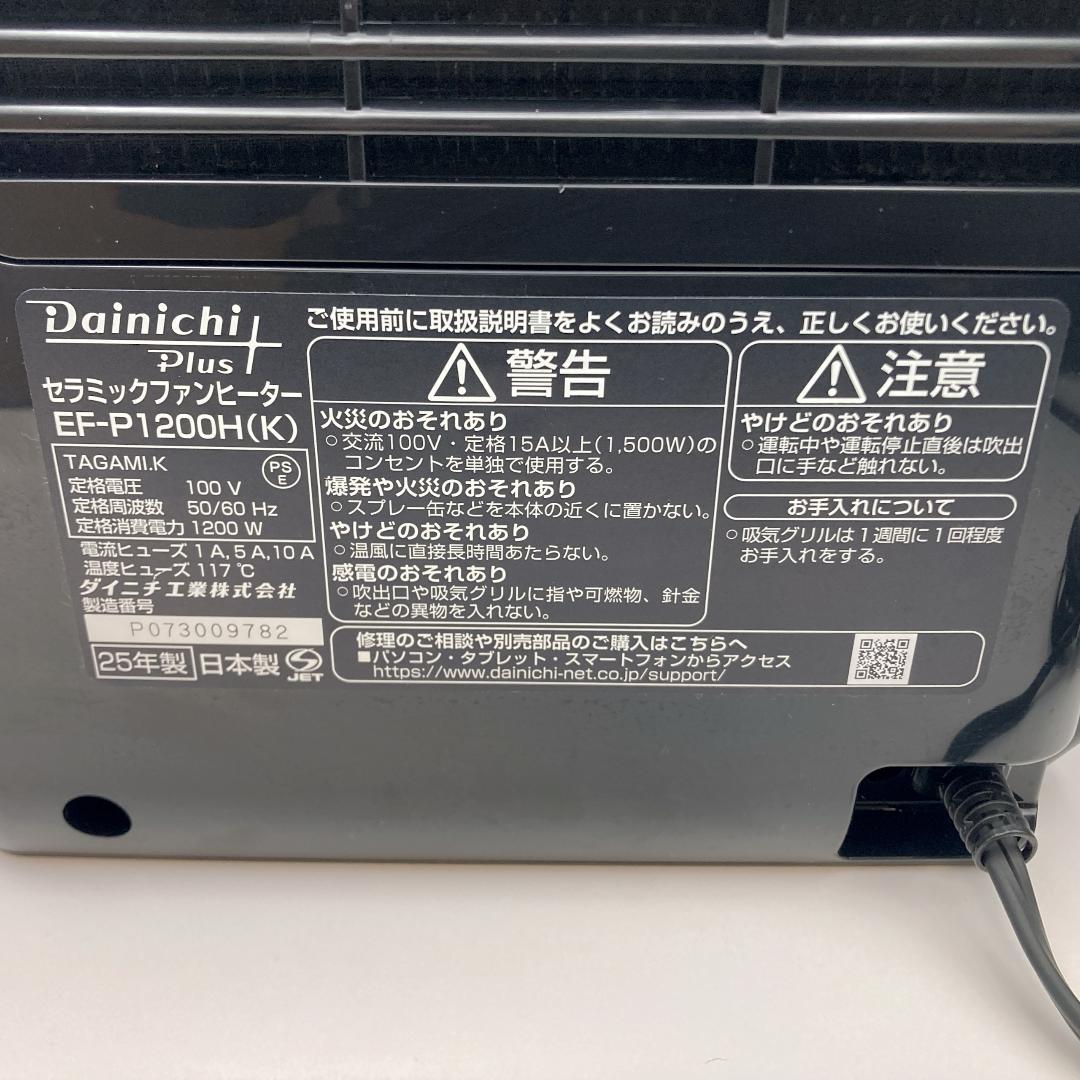 Dainichi
Plus
セラミックファンヒーター
EF-P1200H(K)
TAGAMI.K
PS
E
定格電圧 100 V
定格周波数 50/60 Hz
定格消費電力 1200 W
電流ヒューズ 1 A, 5 A, 10 A
温度ヒューズ 117℃
ダイニチ工業株式会社
製造番号
P073009782
25年製 日本製
JET
ご使用前に取扱説明書をよくお読みのうえ、正しくお使いください。
警告
火災のおそれあり
○交流100V・定格15A以上(1,500W)の
コンセントを単独で使用する。
爆発や火災のおそれあり
○スプレー缶などを本体の近くに置かない。
やけどのおそれあり
○温風に直接長時間あたらない。
感電のおそれあり
○吹出口や吸気グリルに指や可燃物、針金
などの異物を入れない。
注意
やけどのおそれあり
○運転中や運転停止直後は吹出
口に手など触れない。
お手入れについて
○吸気グリルは1週間に1回程度
お手入れをする。
修理のご相談や別売部品のご購入はこちらへ
■パソコン・タブレット・スマートフォンからアクセス
https://www.dainichi-net.co.jp/support/